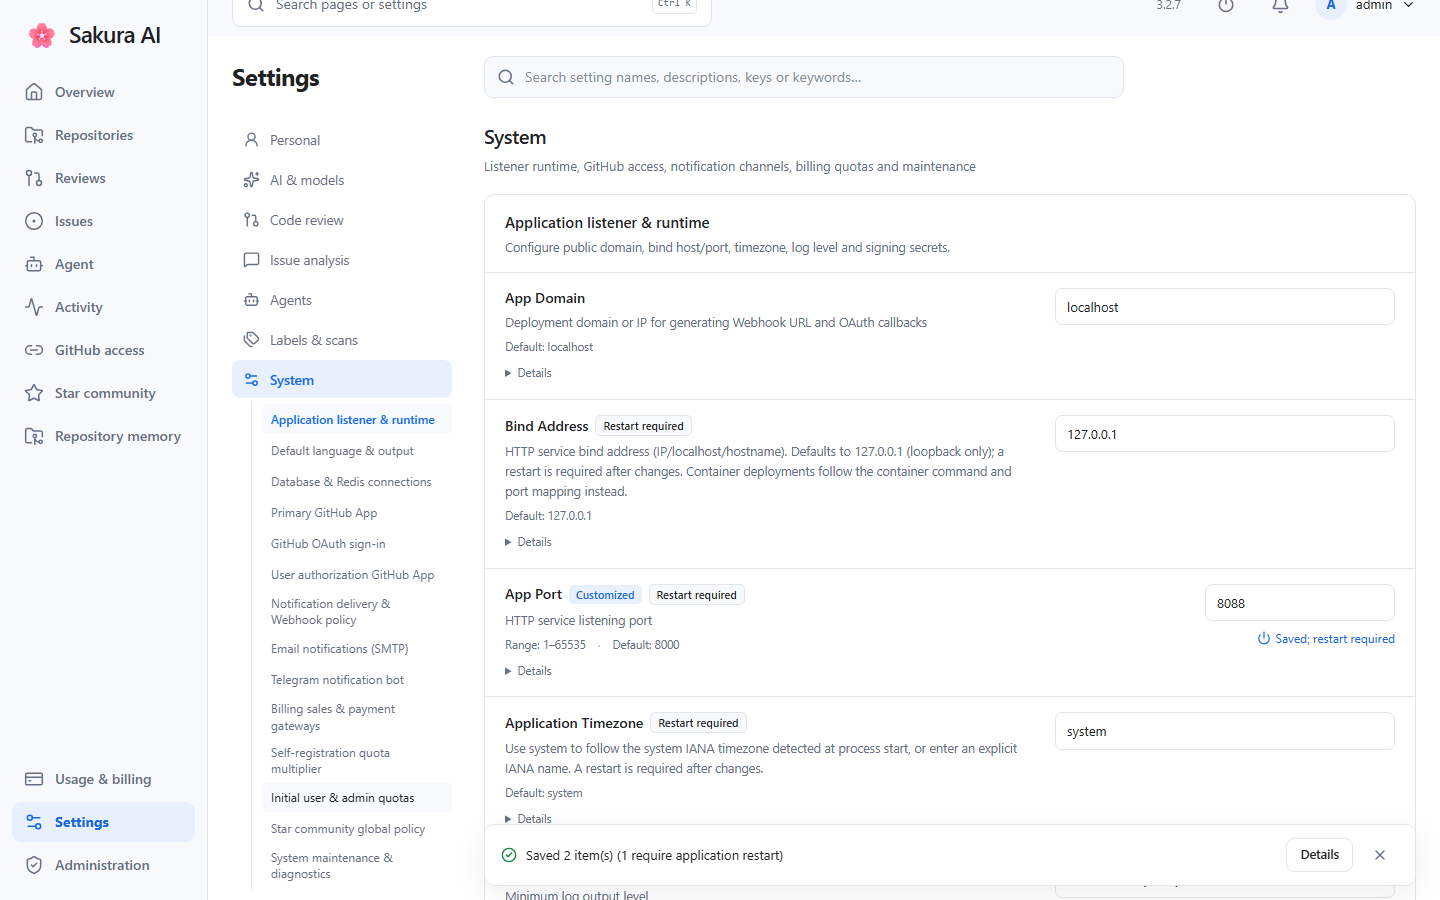 Sakura AI
Search pages or settings
Ctrl K
3.2.7
A
admin
Overview
Repositories
Reviews
Issues
Agent
Activity
GitHub access
Star community
Repository memory
Usage & billing
Settings
Administration
Settings
Personal
AI & models
Code review
Issue analysis
Agents
Labels & scans
System
Application listener & runtime
Default language & output
Database & Redis connections
Primary GitHub App
GitHub OAuth sign-in
User authorization GitHub App
Notification delivery &
Webhook policy
Email notifications (SMTP)
Telegram notification bot
Billing sales & payment
gateways
Self-registration quota
multiplier
Initial user & admin quotas
Star community global policy
System maintenance &
diagnostics
Search setting names, descriptions, keys or keywords...
System
Listener runtime, GitHub access, notification channels, billing quotas and maintenance
Application listener & runtime
Configure public domain, bind host/port, timezone, log level and signing secrets.
App Domain
Deployment domain or IP for generating Webhook URL and OAuth callbacks
Default: localhost
Details
localhost
Bind Address Restart required
HTTP service bind address (IP/localhost/hostname). Defaults to 127.0.0.1 (loopback only); a
restart is required after changes. Container deployments follow the container command and
port mapping instead.
Default: 127.0.0.1
Details
127.0.0.1
App Port Customized Restart required
HTTP service listening port
Range: 1–65535 · Default: 8000
Details
8088
Saved; restart required
Application Timezone Restart required
Use system to follow the system IANA timezone detected at process start, or enter an explicit
IANA name. A restart is required after changes.
Default: system
Details
system
Saved 2 item(s) (1 require application restart)
Details
Minimum log output level